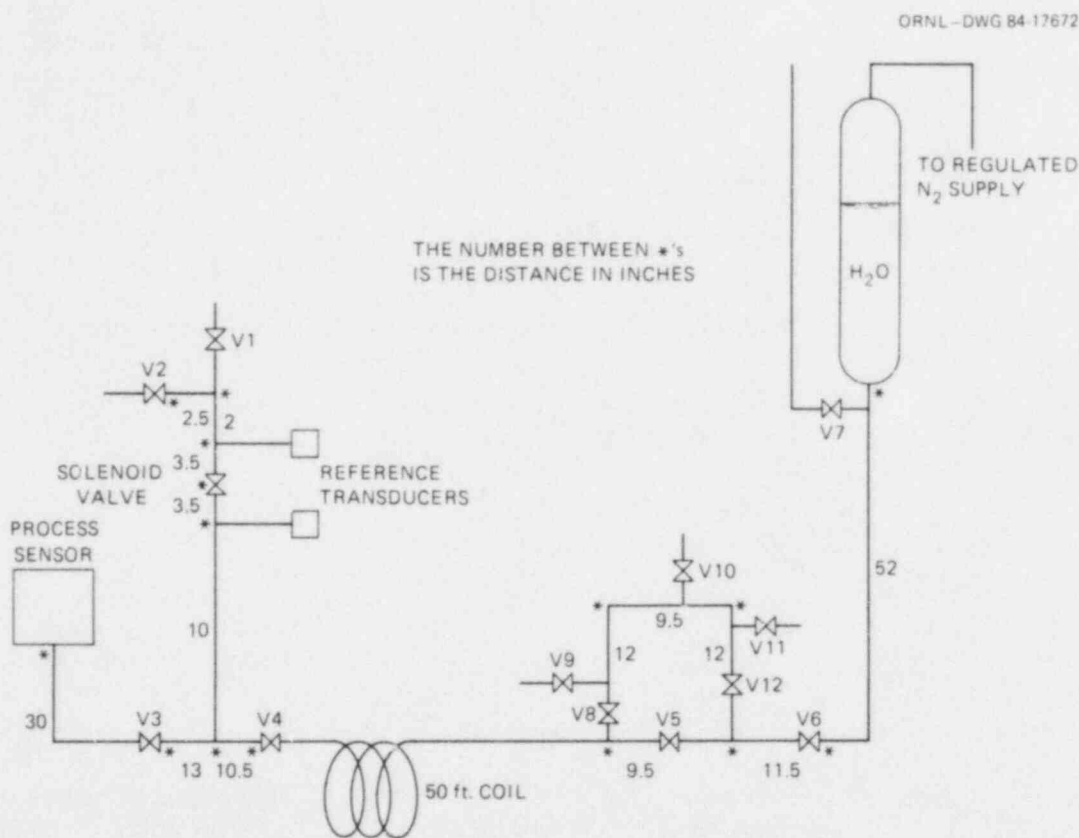 ORNL-DWG 84-17672
TO REGULATED
N2 SUPPLY
THE NUMBER BETWEEN *'s
IS THE DISTANCE IN INCHES
H2O
V1
V2
*
*
V7
*
2.5
2
*
3.5
SOLENOID
VALVE
*
REFERENCE
TRANSDUCERS
3.5
*
PROCESS
SENSOR
V10
52
*
9.5
*
10
V11
*
V9
12
12
V12
30
V3
V4
V8
V5
V6
*
*
*
*
*
*
13
10.5
9.5
11.5
50 ft. COIL